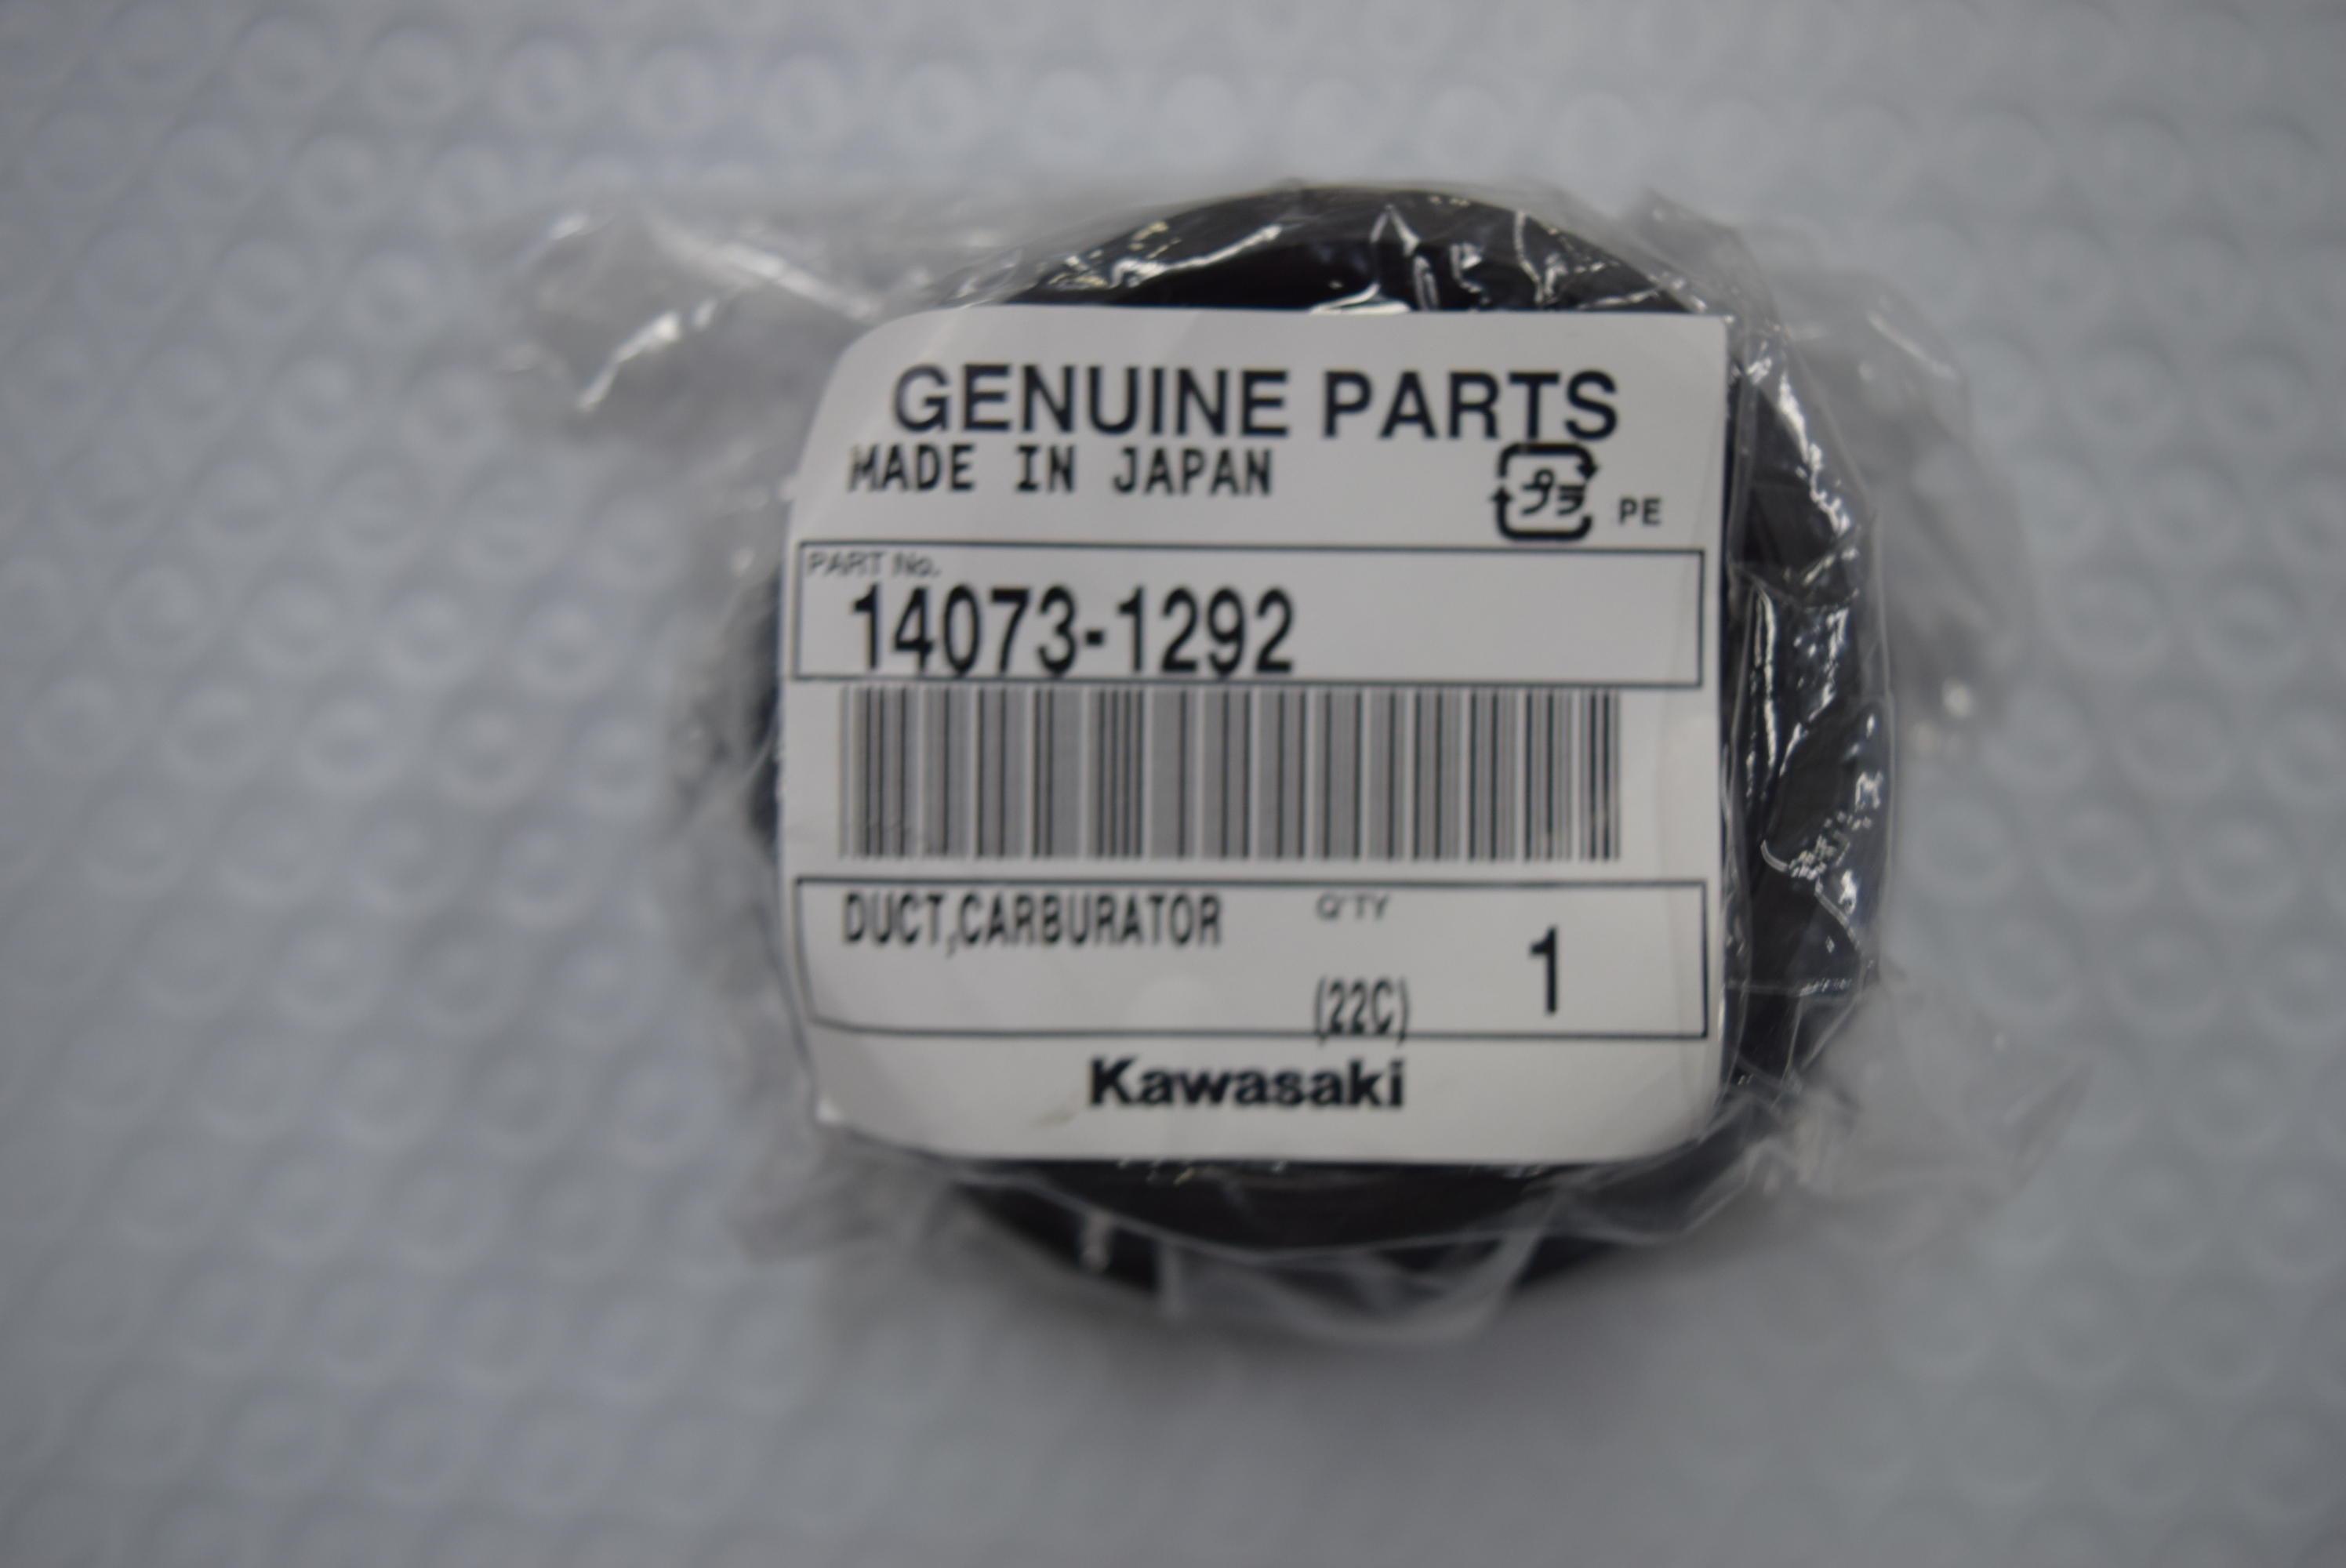 GENUINE PARTS
MADE IN JAPAN
プラ PE
PART No.
14073-1292
DUCT,CARBURATOR Q'TY
(22C) 1
Kawasaki